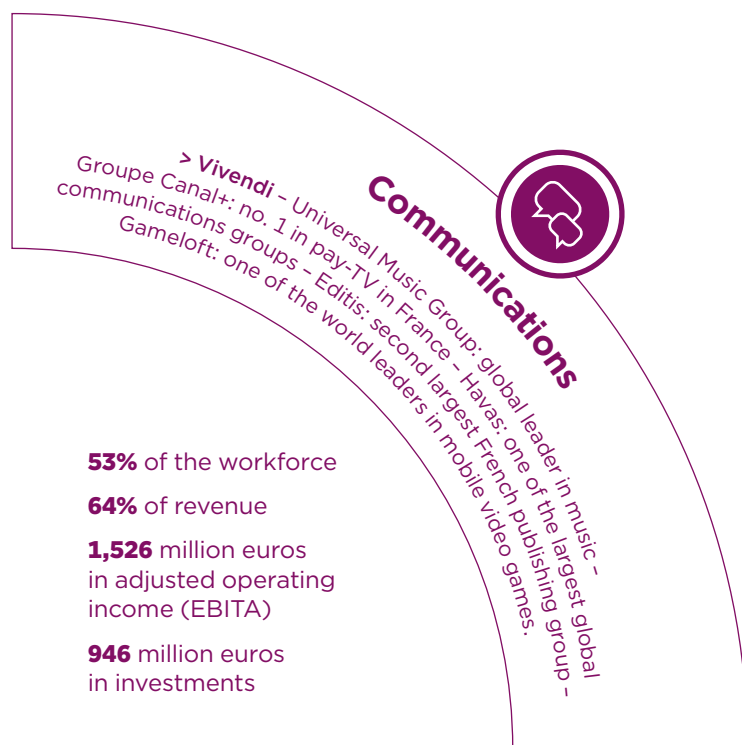 Communications
> Vivendi – Universal Music Group: global leader in music –
Groupe Canal+: no. 1 in pay-TV in France – Havas: one of the largest global
communications groups – Editis: second largest French publishing group –
Gameloft: one of the world leaders in mobile video games.
53% of the workforce
64% of revenue
1,526 million euros
in adjusted operating
income (EBITA)
946 million euros
in investments